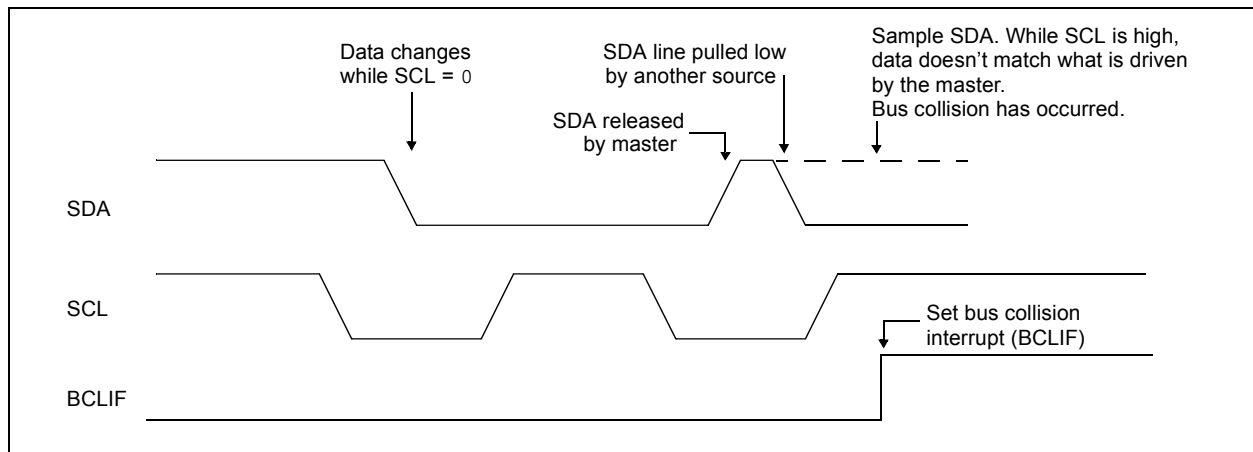 Data changes
while SCL = 0
SDA line pulled low
by another source
Sample SDA. While SCL is high,
data doesn’t match what is driven
by the master.
Bus collision has occurred.
SDA released
by master
SDA
SCL
Set bus collision
interrupt (BCLIF)
BCLIF